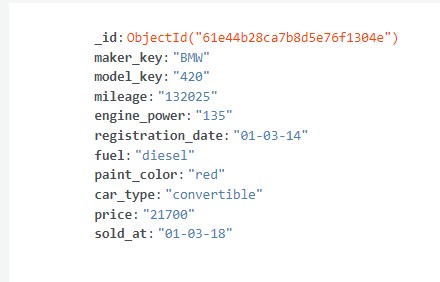 _id: ObjectId("61e44b28ca7b8d5e76f1304e")
maker_key: "BMW"
model_key: "420"
mileage: "132025"
engine_power: "135"
registration_date: "01-03-14"
fuel: "diesel"
paint_color: "red"
car_type: "convertible"
price: "21700"
sold_at: "01-03-18"